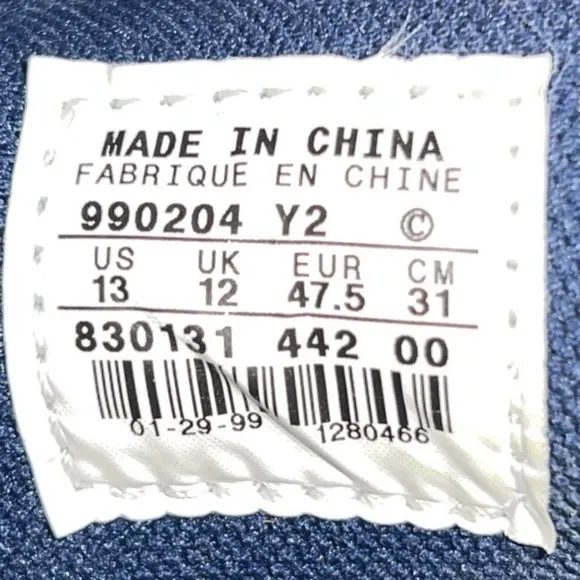 MADE IN CHINA
FABRIQUE EN CHINE
990204 Y2 ©
US UK EUR CM
13 12 47.5 31
830131 442 00
01-29-99 1280466